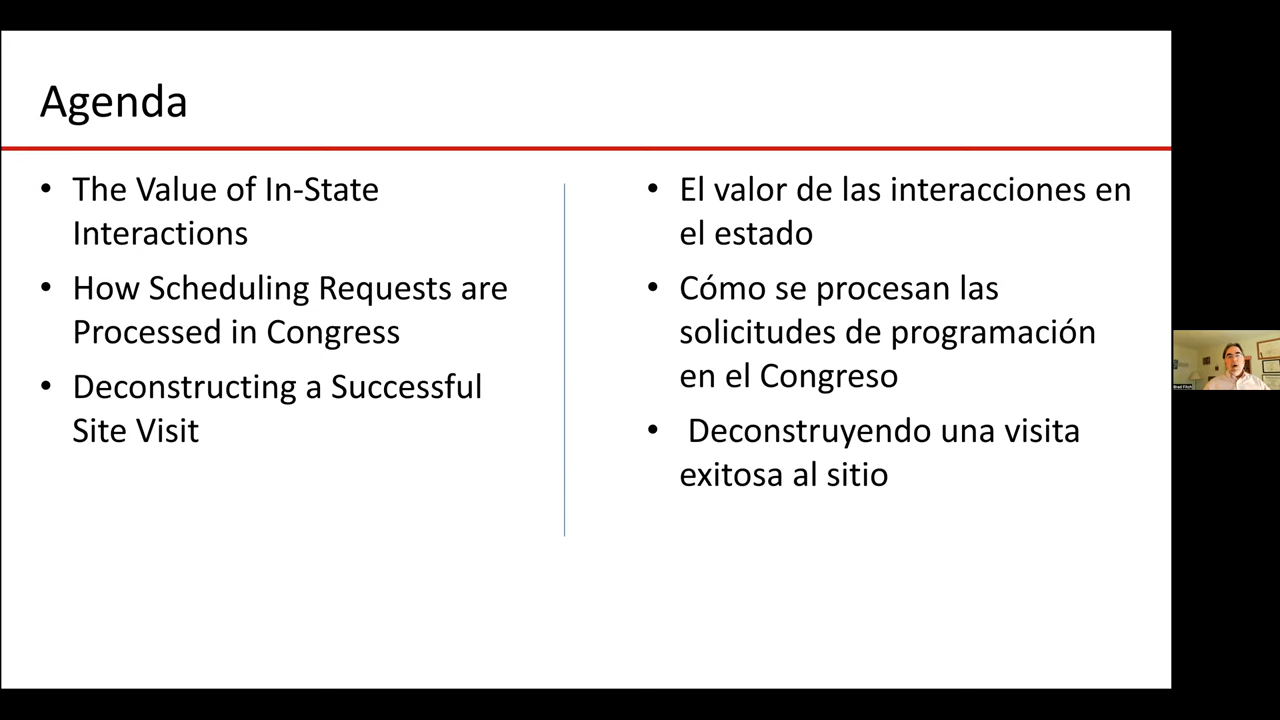 Agenda
• The Value of In-State
Interactions
• How Scheduling Requests are
Processed in Congress
• Deconstructing a Successful
Site Visit
• El valor de las interacciones en
el estado
• Cómo se procesan las
solicitudes de programación
en el Congreso
• Deconstruyendo una visita
exitosa al sitio
Brad Fitch